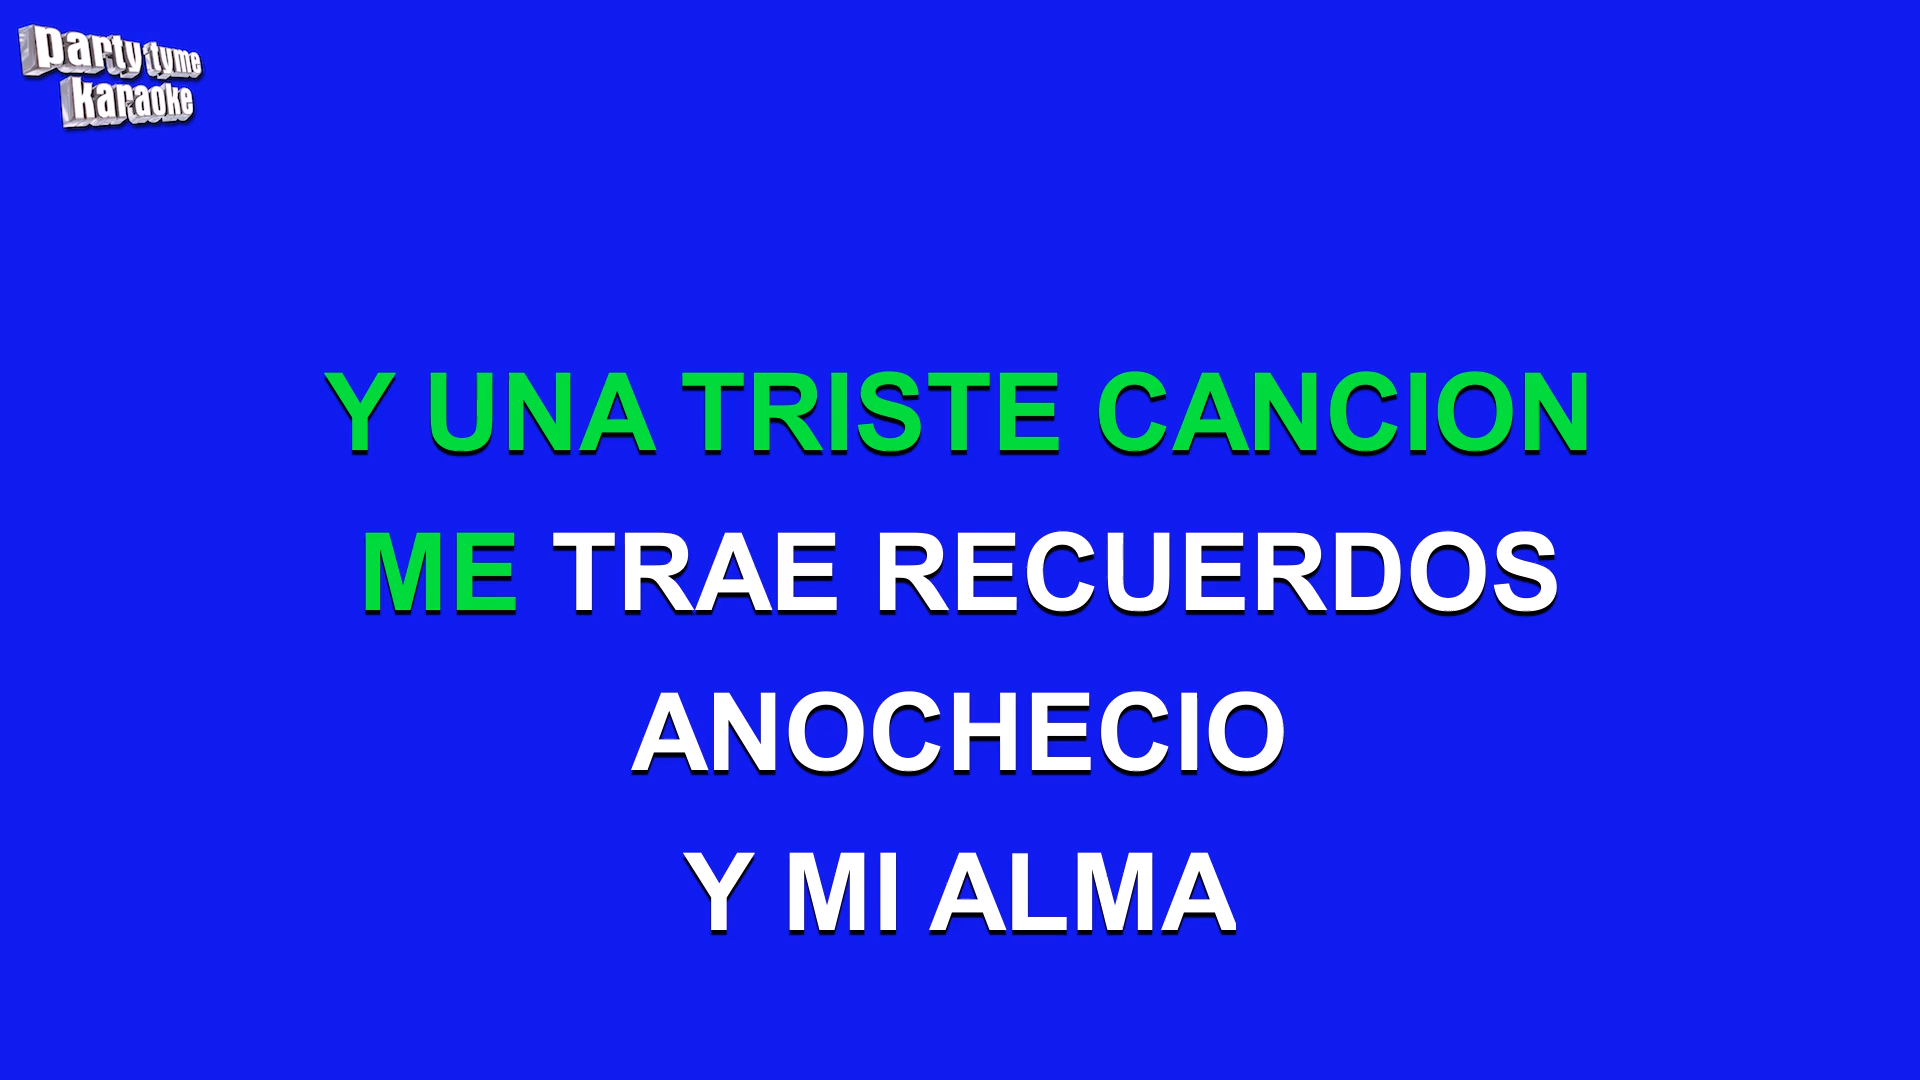 party tyme
karaoke
Y UNA TRISTE CANCION
ME TRAE RECUERDOS
ANOCHECIO
Y MI ALMA